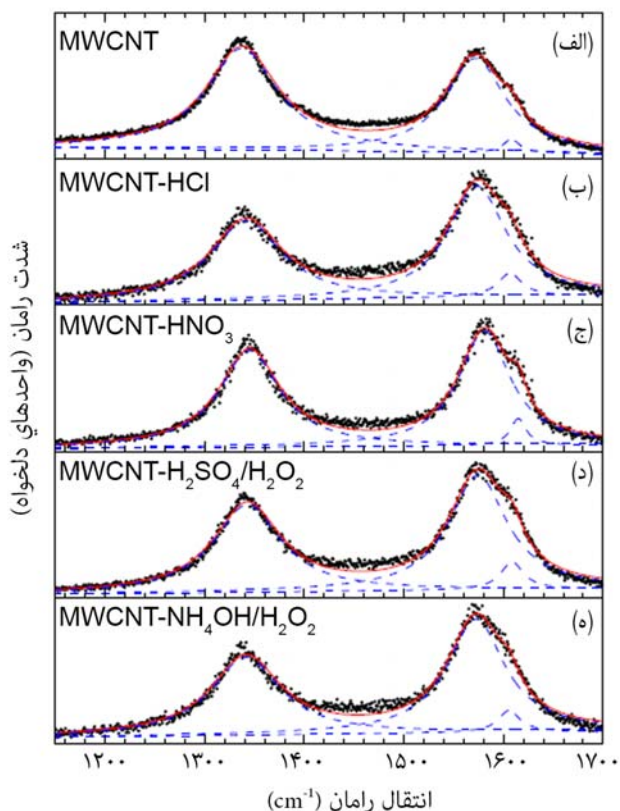 MWCNT (الف)
MWCNT-HCl (ب)
MWCNT-HNO₃ (ج)
MWCNT-H₂SO₄/H₂O₂ (د)
MWCNT-NH₄OH/H₂O₂ (ه)
شدت رامان (واحدهاي دلخواه)
۱۲۰۰ ۱۳۰۰ ۱۴۰۰ ۱۵۰۰ ۱۶۰۰ ۱۷۰۰
انتقال رامان (cm⁻¹)